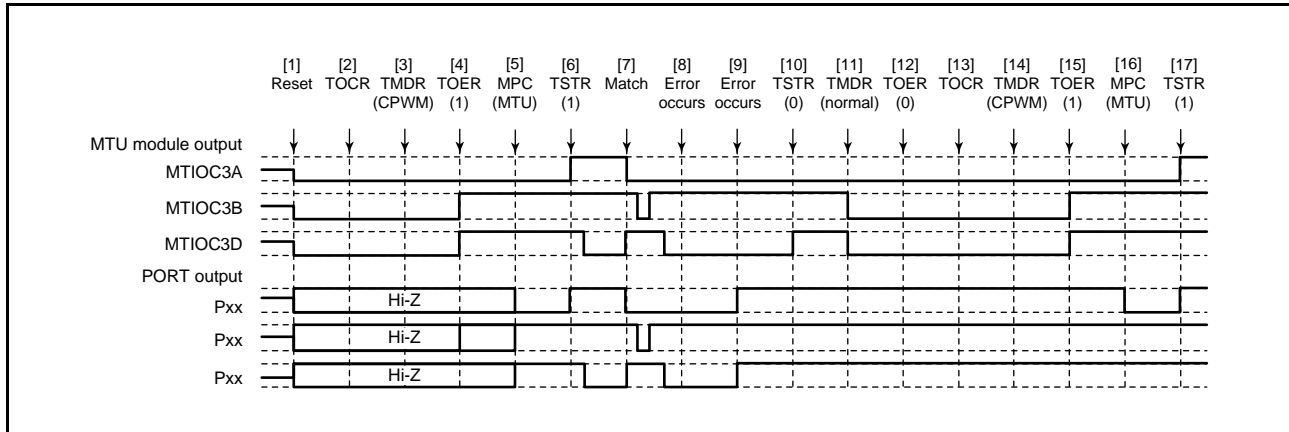 [1] [2] [3] [4] [5] [6] [7] [8] [9] [10] [11] [12] [13] [14] [15] [16] [17]
Reset TOCR TMDR TOER MPC TSTR Match Error Error TSTR TMDR TOER TOCR TMDR TOER MPC TSTR
(CPWM) (1) (MTU) (1) occurs occurs (0) (normal) (0) (CPWM) (1) (MTU) (1)
MTU module output
MTIOC3A
MTIOC3B
MTIOC3D
PORT output
Pxx Hi-Z
Pxx Hi-Z
Pxx Hi-Z